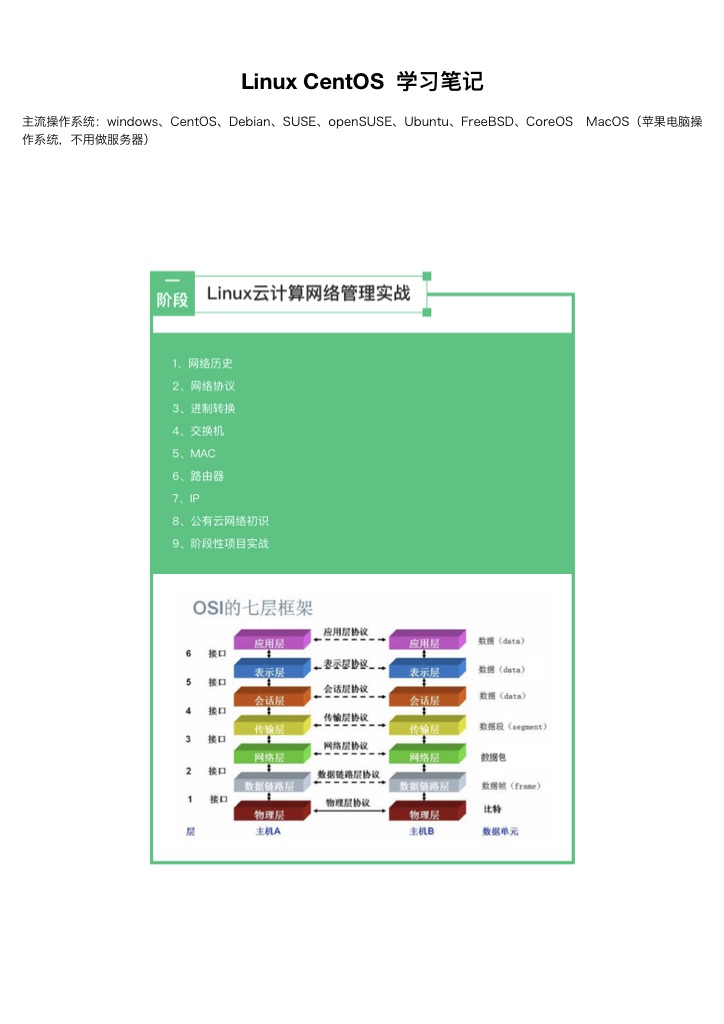 Linux CentOS 学习笔记
主流操作系统：windows、CentOS、Debian、SUSE、openSUSE、Ubuntu、FreeBSD、CoreOS MacOS（苹果电脑操
作系统，不用做服务器）
一
阶段
Linux云计算网络管理实战
1、网络历史
2、网络协议
3、进制转换
4、交换机
5、MAC
6、路由器
7、IP
8、公有云网络初识
9、阶段性项目实战
OSI的七层框架
应用层 应用层协议 应用层 数据（data）
6 接口
表示层 表示层协议 表示层 数据（data）
5 接口
会话层 会话层协议 会话层 数据（data）
4 接口
传输层 传输层协议 传输层 数据段（segment）
3 接口
网络层 网络层协议 网络层 数据包
2 接口
数据链路层 数据链路层协议 数据链路层 数据帧（frame）
1 接口
物理层 物理层协议 物理层 比特
层 主机A 主机B 数据单元